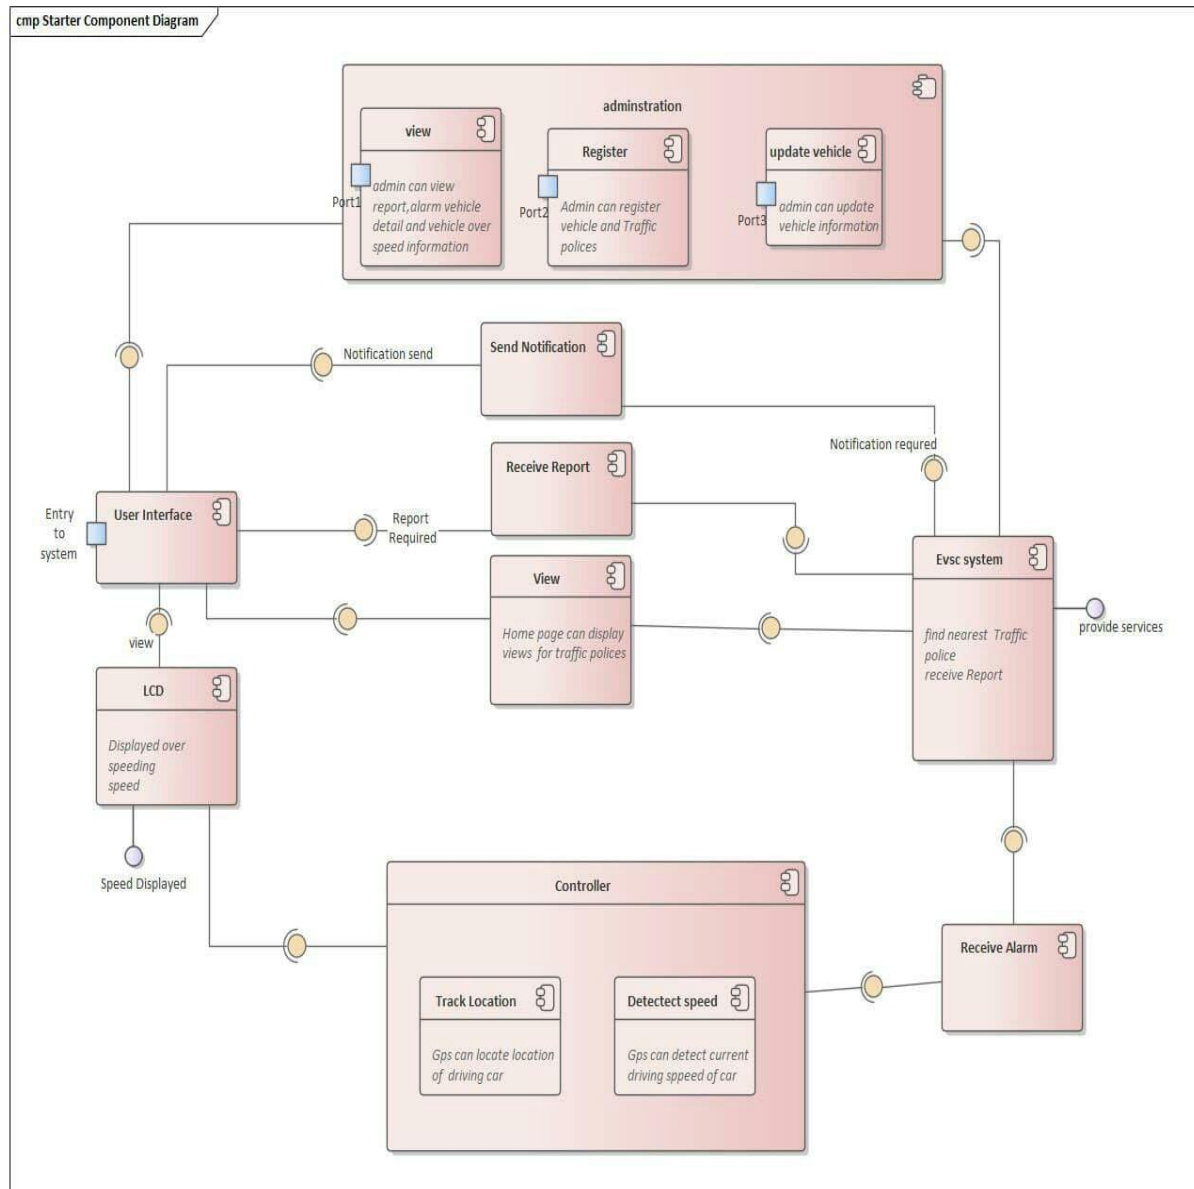 cmp Starter Component Diagram
adminstration
view
admin can view
report,alarm vehicle
detail and vehicle over
speed information
Port1
Register
Admin can register
vehicle and Traffic
polices
Port2
update vehicle
admin can update
vehicle information
Port3
Send Notification
Notification send
Notification requred
Receive Report
Report
Required
Entry
to
system
User Interface
View
Home page can display
views for traffic polices
Evsc system
find nearest Traffic
police
receive Report
provide services
view
LCD
Displayed over
speeding
speed
Speed Displayed
Controller
Track Location
Gps can locate location
of driving car
Detectect speed
Gps can detect current
driving sppeed of car
Receive Alarm